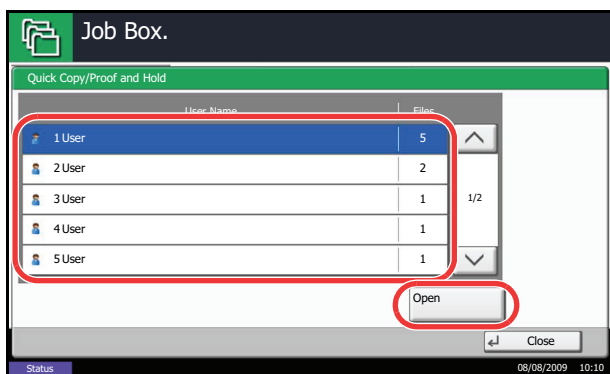 Job Box.
Quick Copy/Proof and Hold
User Name Files
1 User 5
2 User 2
3 User 1
1/2
4 User 1
5 User 1
Open
Close
Status 08/08/2009 10:10